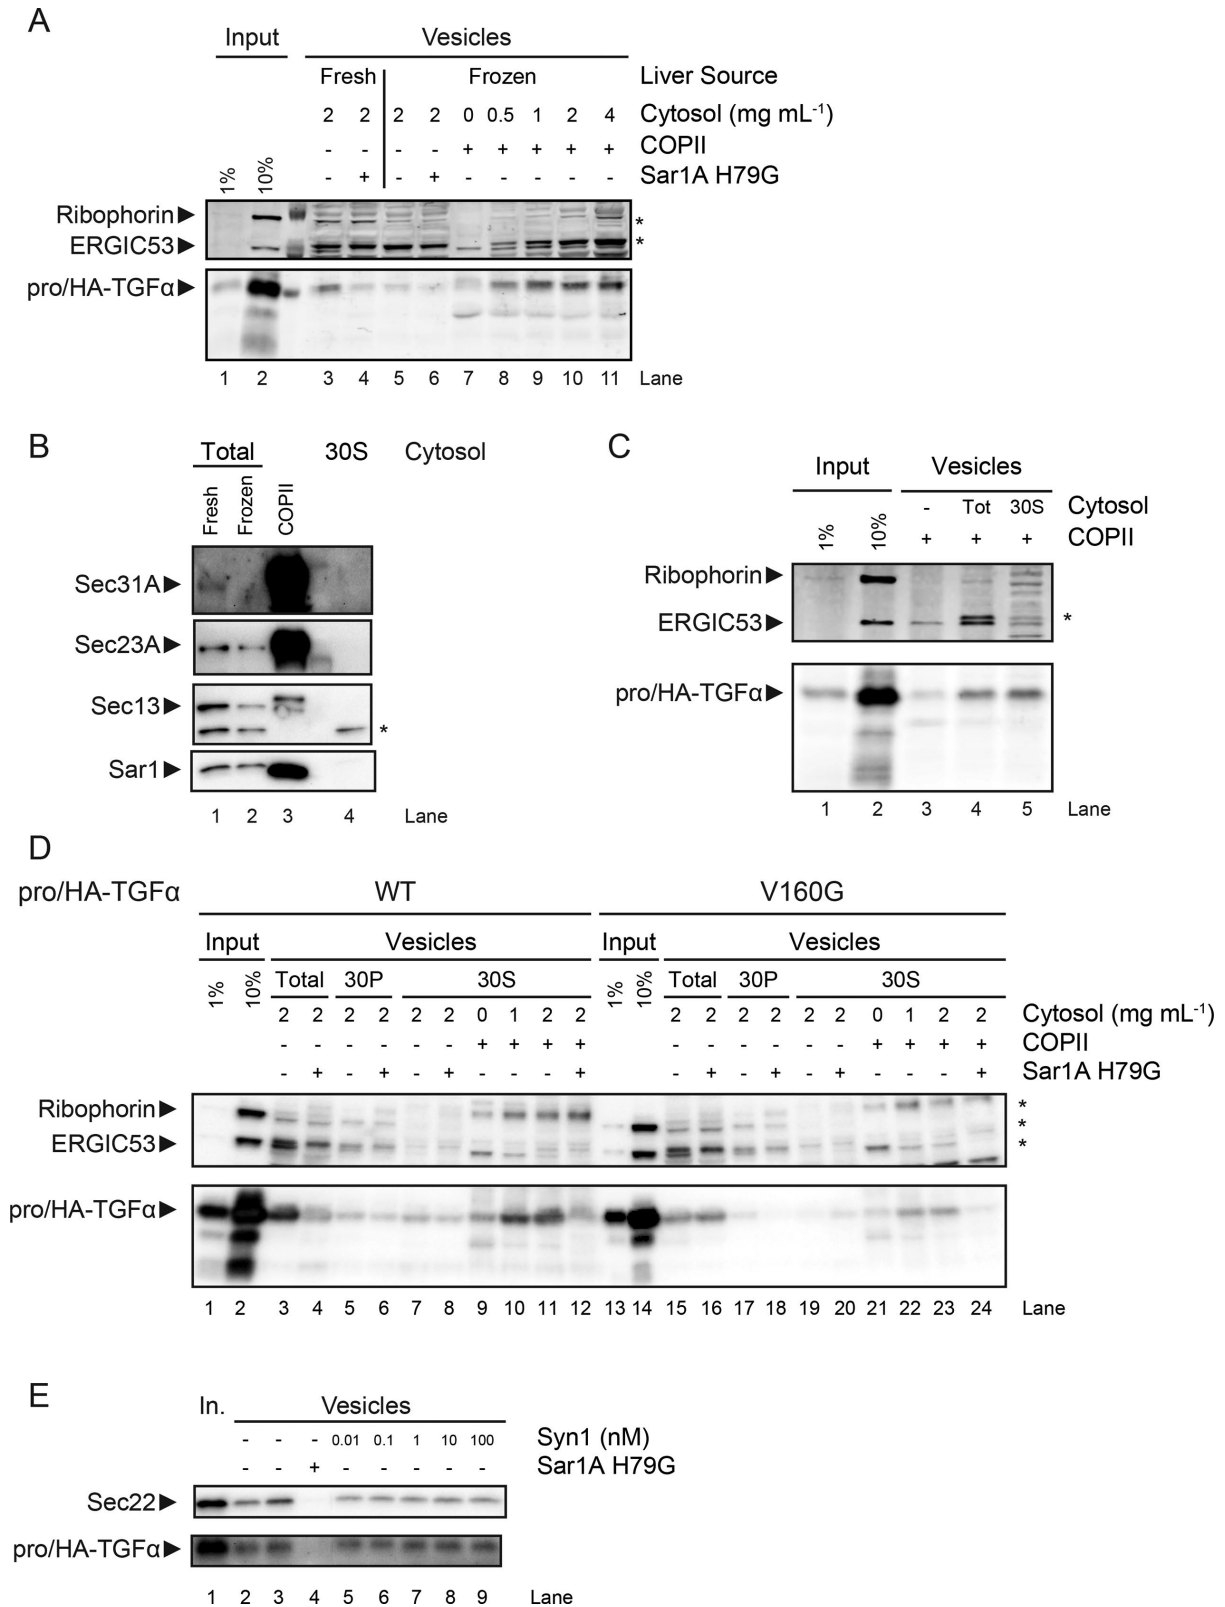 A
Input Vesicles
Fresh Frozen Liver Source
2 2 2 2 0 0.5 1 2 4 Cytosol (mg mL-1)
- - - - + + + + + COPII
1% 10% - + - + - - - - - Sar1A H79G
Ribophorin *
ERGIC53 *
pro/HA-TGFα
1 2 3 4 5 6 7 8 9 10 11 Lane
B
Total 30S Cytosol
Fresh Frozen COPII
Sec31A
Sec23A
Sec13
*
Sar1
1 2 3 4 Lane
C
Input Vesicles
- Tot 30S Cytosol
1% 10% + + + COPII
Ribophorin
ERGIC53 *
pro/HA-TGFα
1 2 3 4 5 Lane
D
pro/HA-TGFα WT V160G
Input Vesicles Input Vesicles
1% 10% Total 30P 30S 1% 10% Total 30P 30S
2 2 2 2 2 2 0 1 2 2 2 2 2 2 2 2 0 1 2 2 Cytosol (mg mL-1)
- - - - - - + + + + - - - - - - + + + + COPII
- + - + - + - - - + - + - + - + - - - + Sar1A H79G
Ribophorin *
*
ERGIC53 *
pro/HA-TGFα
1 2 3 4 5 6 7 8 9 10 11 12 13 14 15 16 17 18 19 20 21 22 23 24 Lane
E
In. Vesicles
- - - 0.01 0.1 1 10 100 Syn1 (nM)
- - + - - - - - Sar1A H79G
Sec22
pro/HA-TGFα
1 2 3 4 5 6 7 8 9 Lane